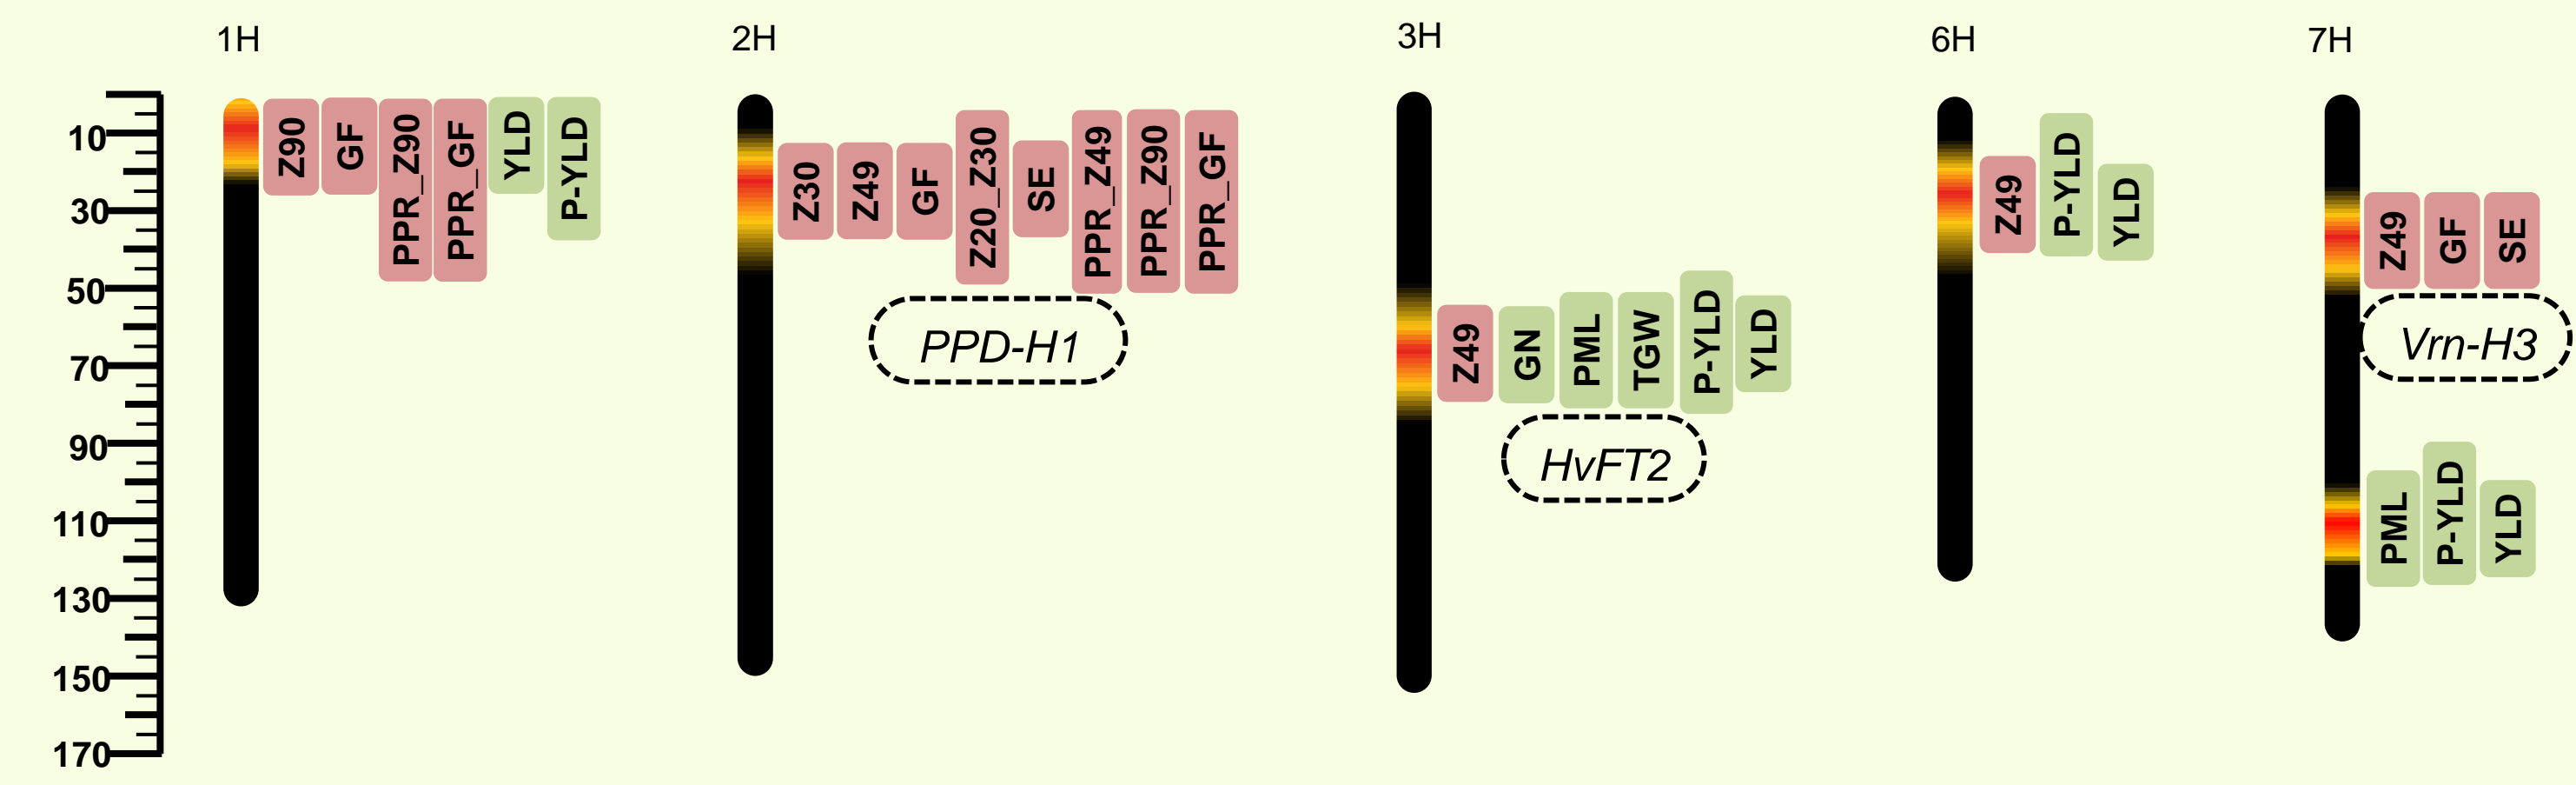 1H
2H
3H
6H
7H
10
30
50
70
90
110
130
150
170
Z90
GF
PPR_Z90
PPR_GF
YLD
P-YLD
Z30
Z49
GF
Z20_Z30
SE
PPR_Z49
PPR_Z90
PPR_GF
PPD-H1
Z49
GN
PML
TGW
P-YLD
YLD
HvFT2
Z49
P-YLD
YLD
Z49
GF
SE
Vrn-H3
PML
P-YLD
YLD